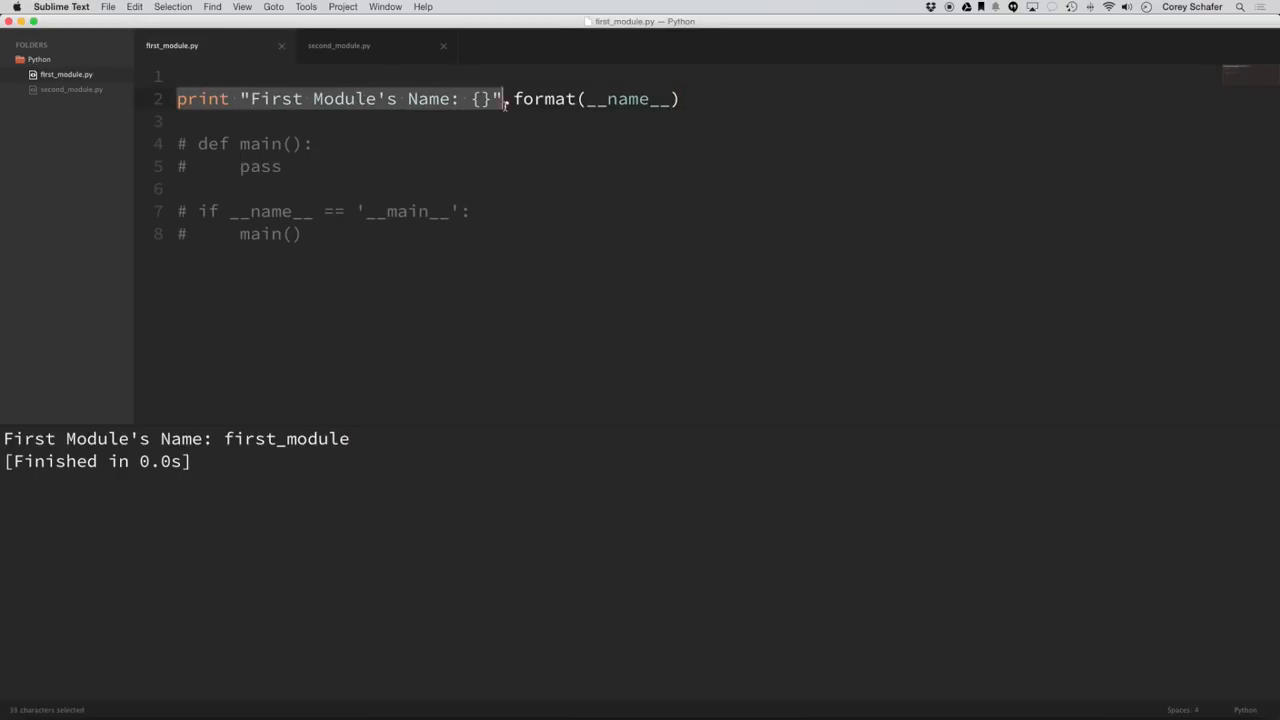 Sublime Text File Edit Selection Find View Goto Tools Project Window Help Corey Schafer
first_module.py — Python
FOLDERS
Python
first_module.py
second_module.py
first_module.py second_module.py
1
2 print "First Module's Name: {}".format(__name__)
3
4 # def main():
5 #     pass
6
7 # if __name__ == '__main__':
8 #     main()
First Module's Name: first_module
[Finished in 0.0s]
33 characters selected Spaces: 4 Python